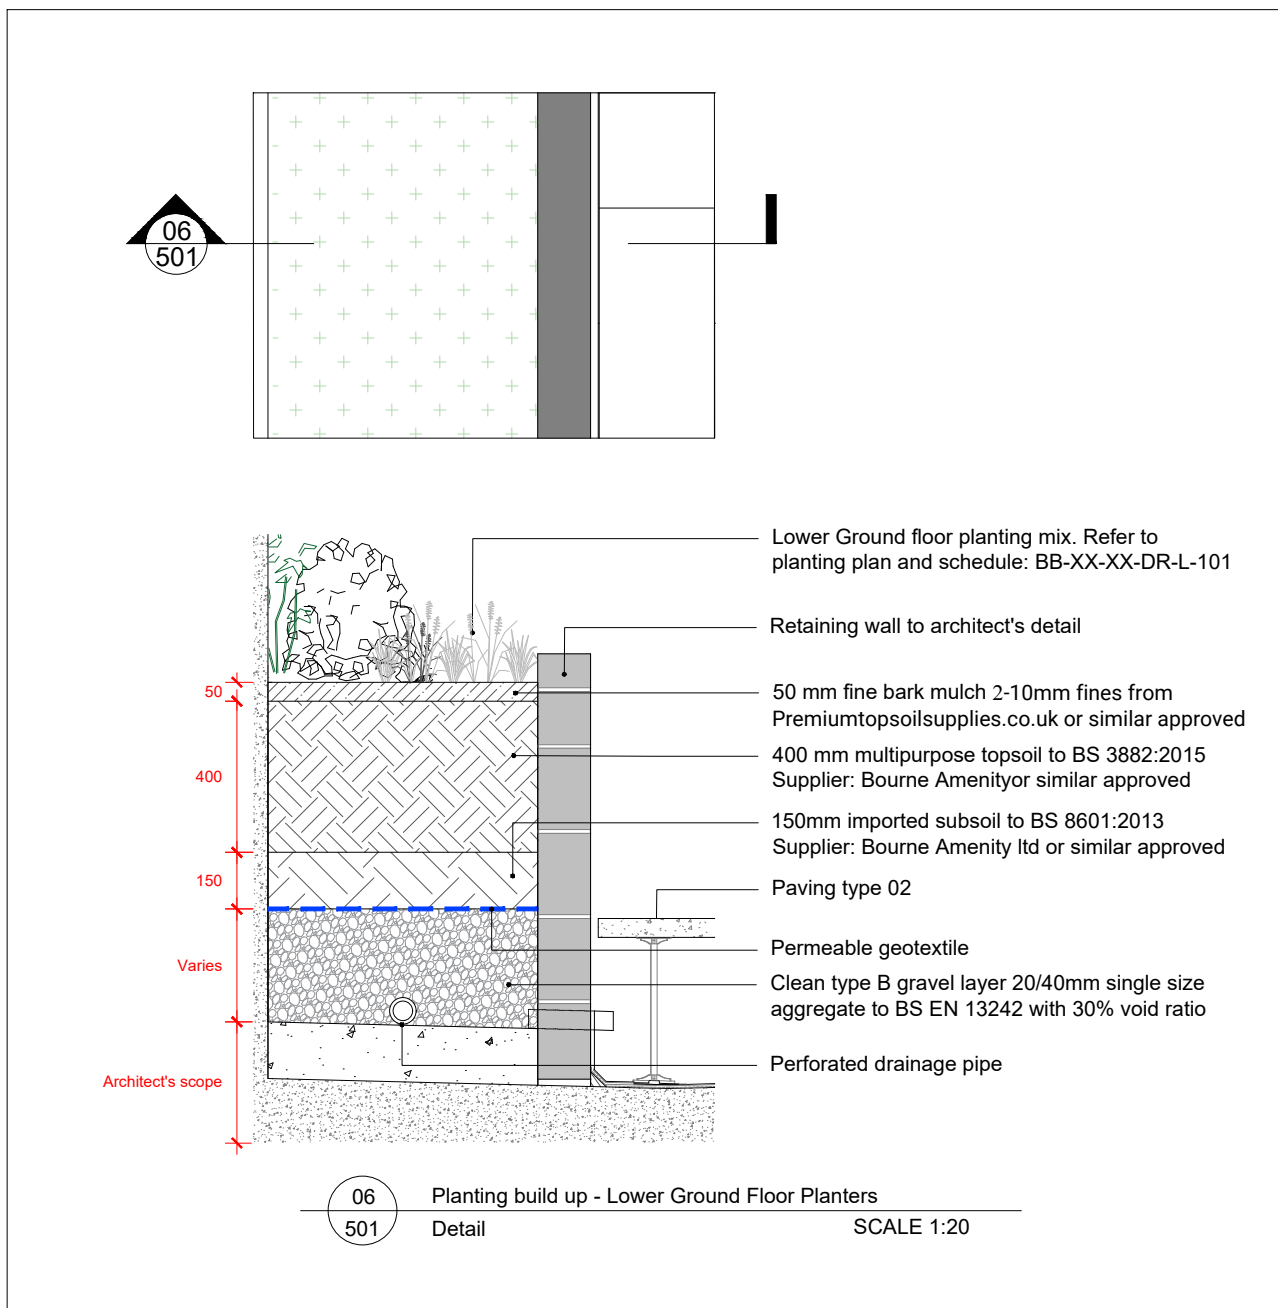 06
501
Lower Ground floor planting mix. Refer to
planting plan and schedule: BB-XX-XX-DR-L-101
Retaining wall to architect's detail
50
50 mm fine bark mulch 2-10mm fines from
Premiumtopsoilsupplies.co.uk or similar approved
400
400 mm multipurpose topsoil to BS 3882:2015
Supplier: Bourne Amenityor similar approved
150mm imported subsoil to BS 8601:2013
Supplier: Bourne Amenity ltd or similar approved
150
Paving type 02
Permeable geotextile
Varies
Clean type B gravel layer 20/40mm single size
aggregate to BS EN 13242 with 30% void ratio
Perforated drainage pipe
Architect's scope
06
Planting build up - Lower Ground Floor Planters
501
Detail
SCALE 1:20